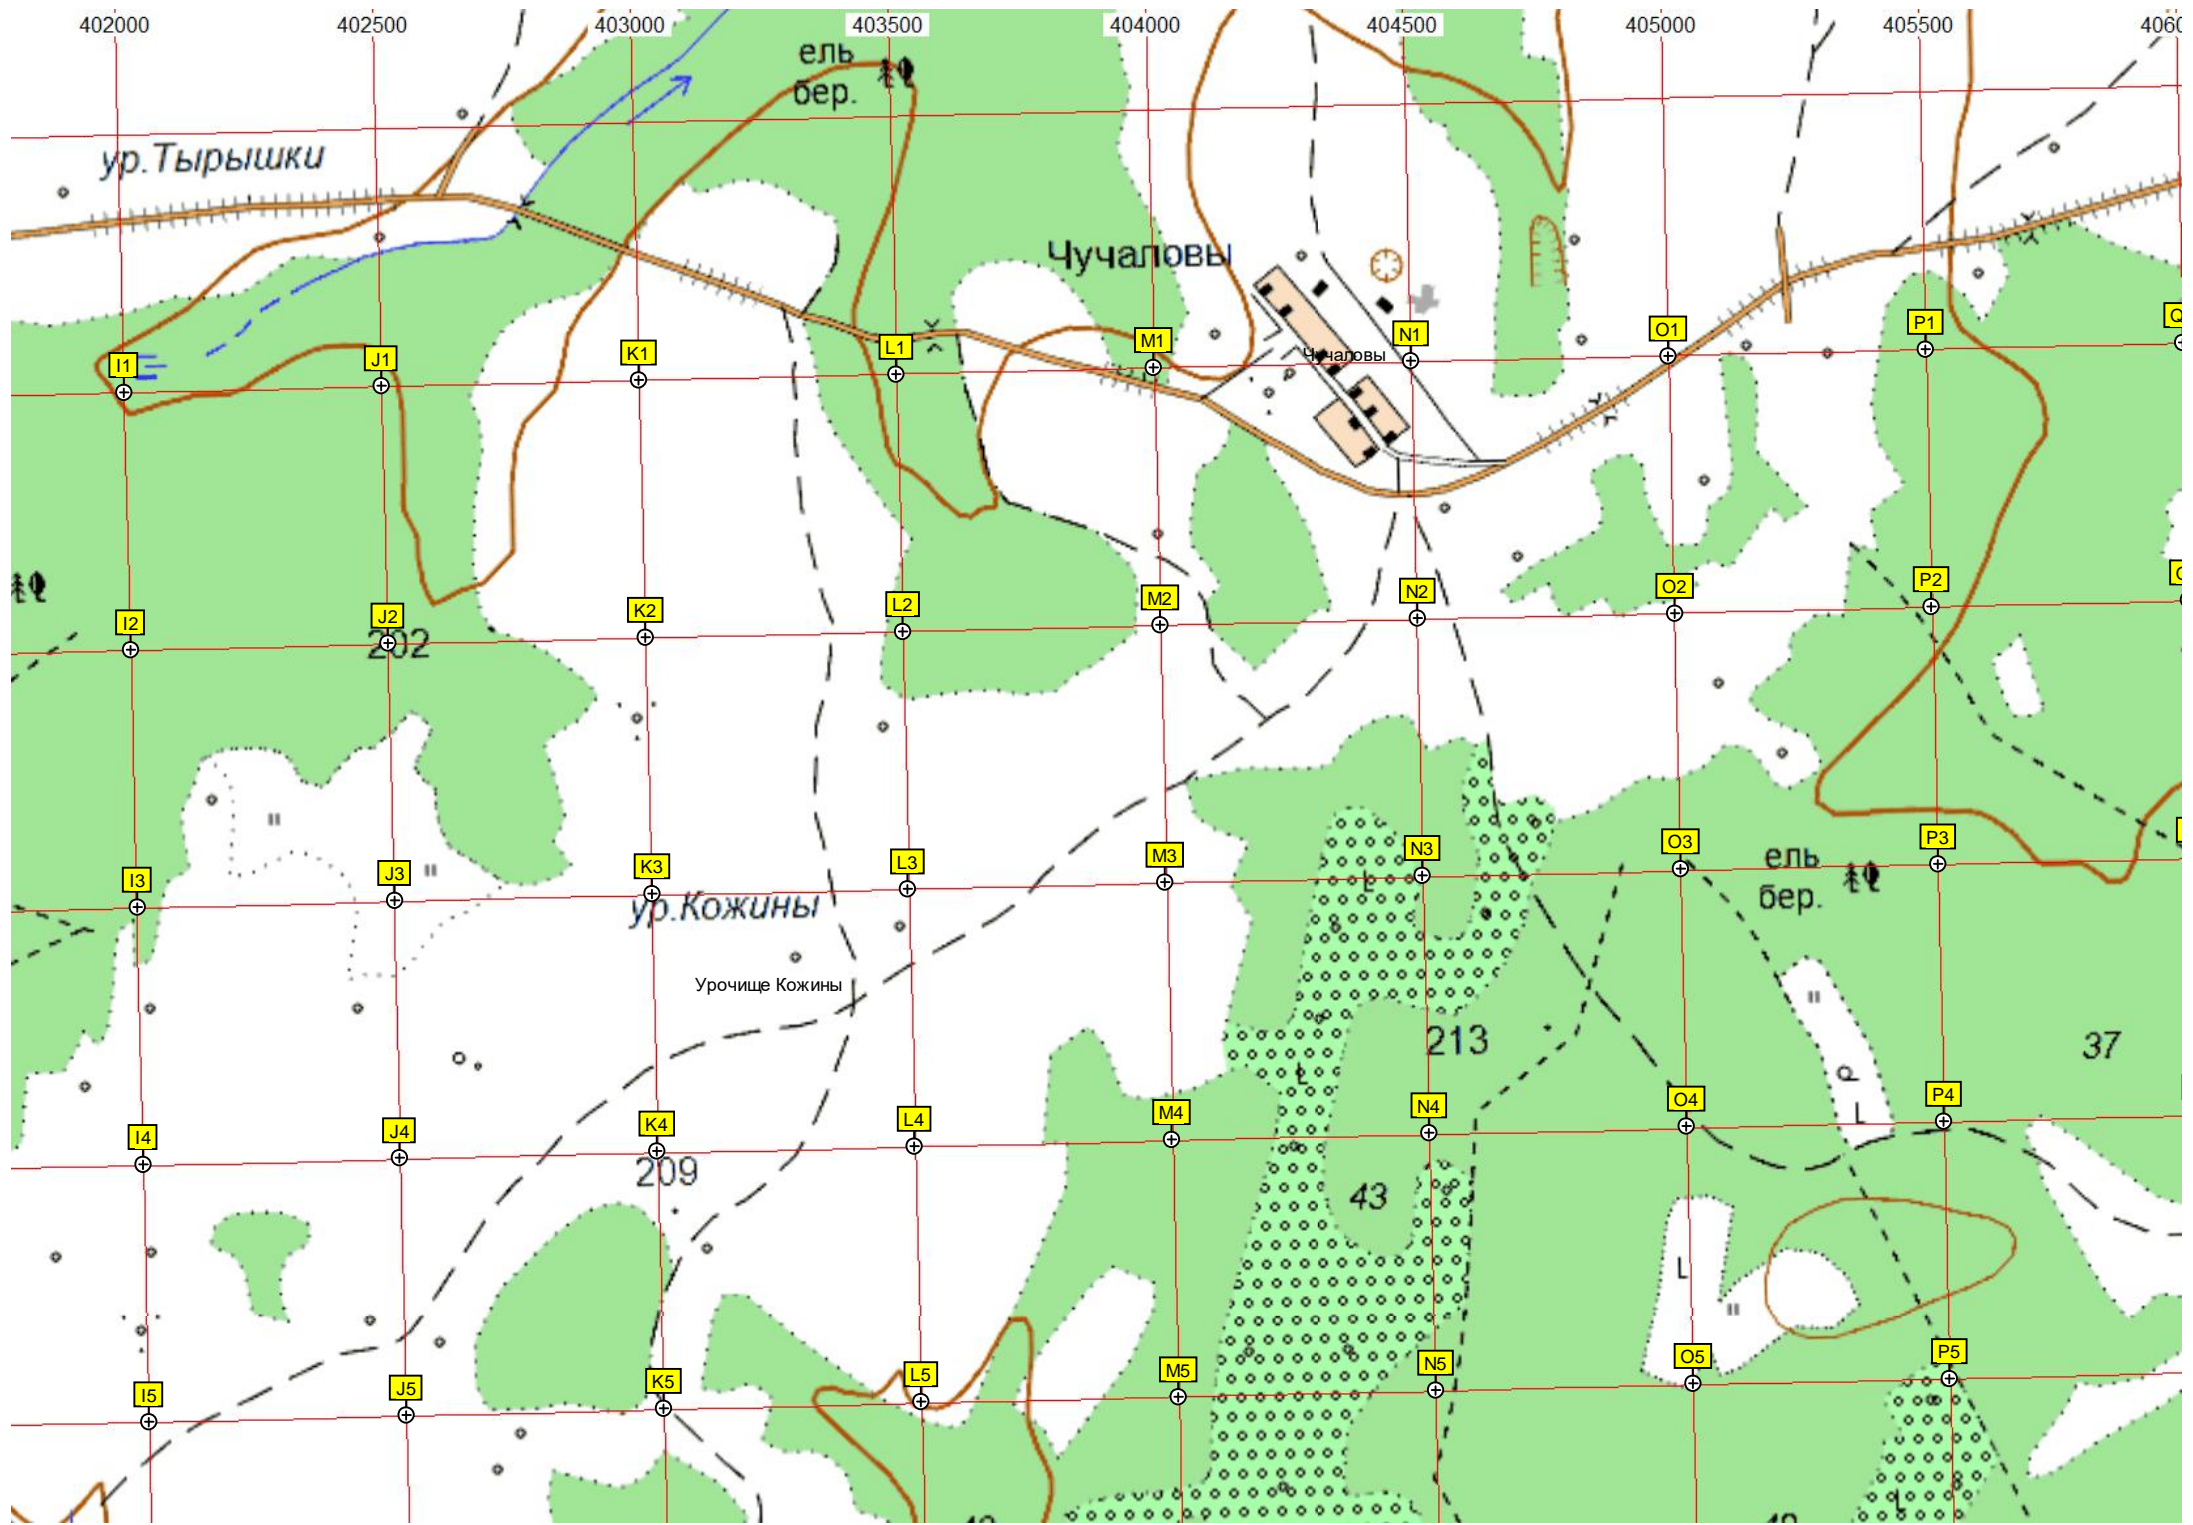 402000 402500 403000 403500 404000 404500 405000 405500
ель
бер.
ур.Тырышки
Чучаловы
Чучаловы
I1 J1 K1 L1 M1 N1 O1 P1 Q
I2 J2 K2 L2 M2 N2 O2 P2
202
I3 J3 K3 L3 M3 N3 O3 P3
ель
бер.
ур.Кожины
Урочище Кожины
213
37
I4 J4 K4 L4 M4 N4 O4 P4
209
43
I5 J5 K5 L5 M5 N5 O5 P5